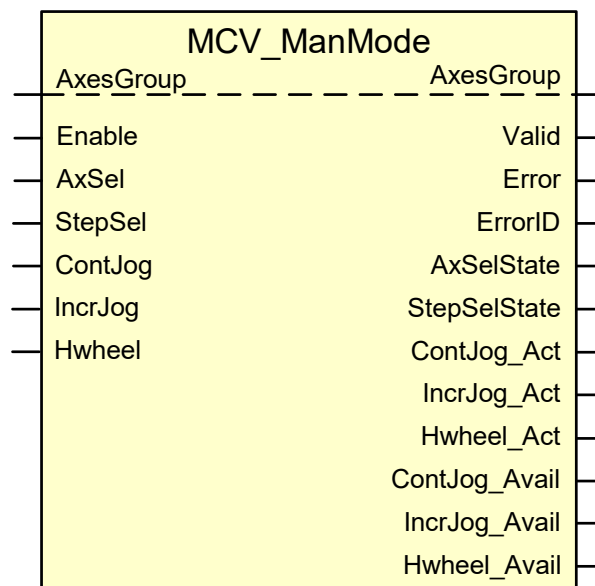 MCV_ManMode
AxesGroup AxesGroup
Enable Valid
AxSel Error
StepSel ErrorID
ContJog AxSelState
IncrJog StepSelState
Hwheel ContJog_Act
IncrJog_Act
Hwheel_Act
ContJog_Avail
IncrJog_Avail
Hwheel_Avail